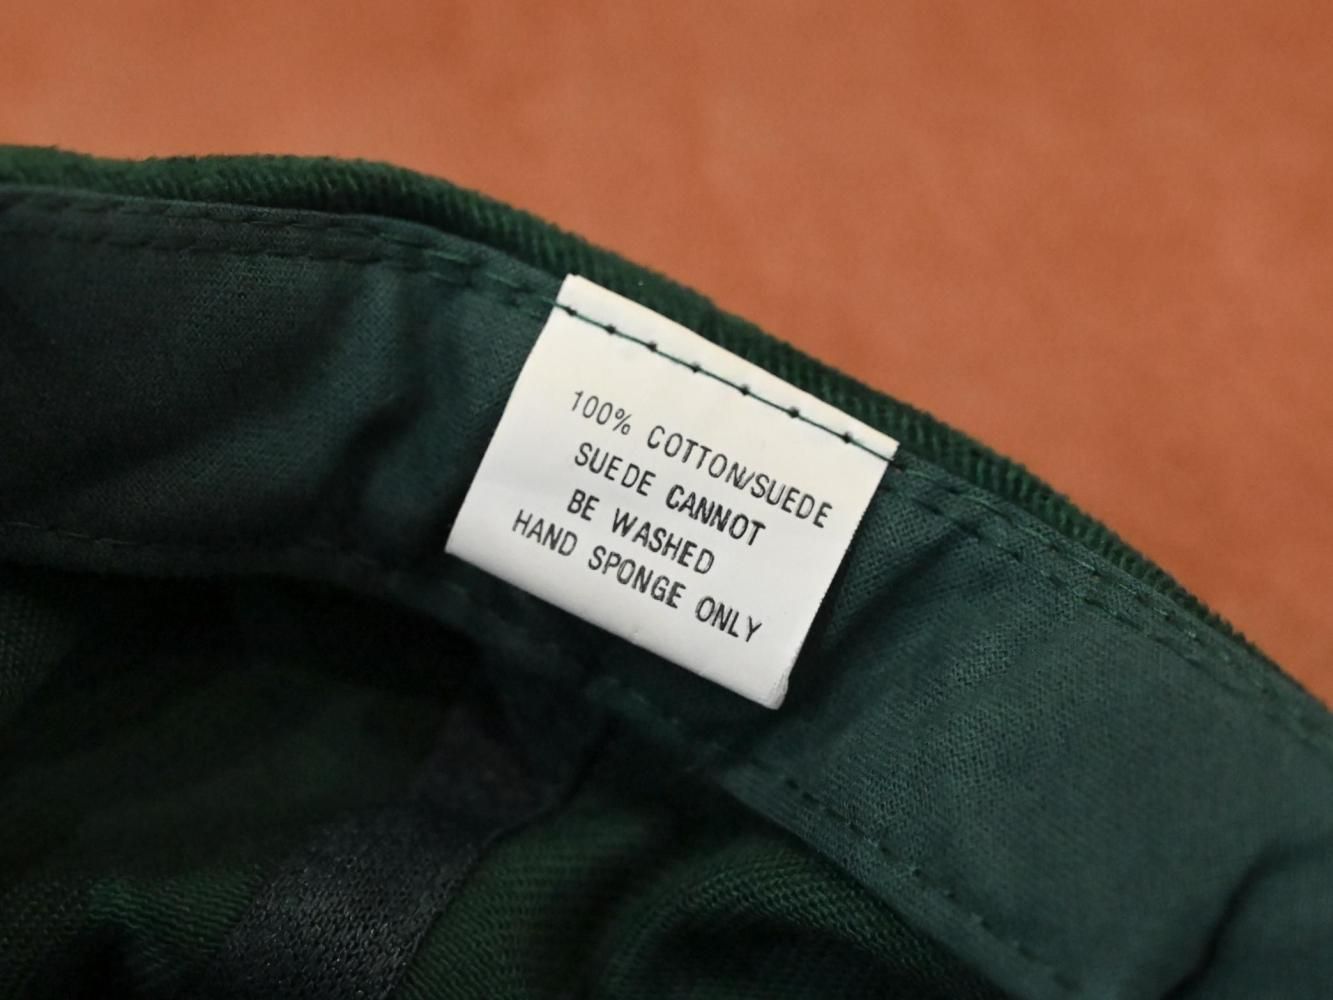 100% COTTON/SUEDE
SUEDE CANNOT
BE WASHED
HAND SPONGE ONLY